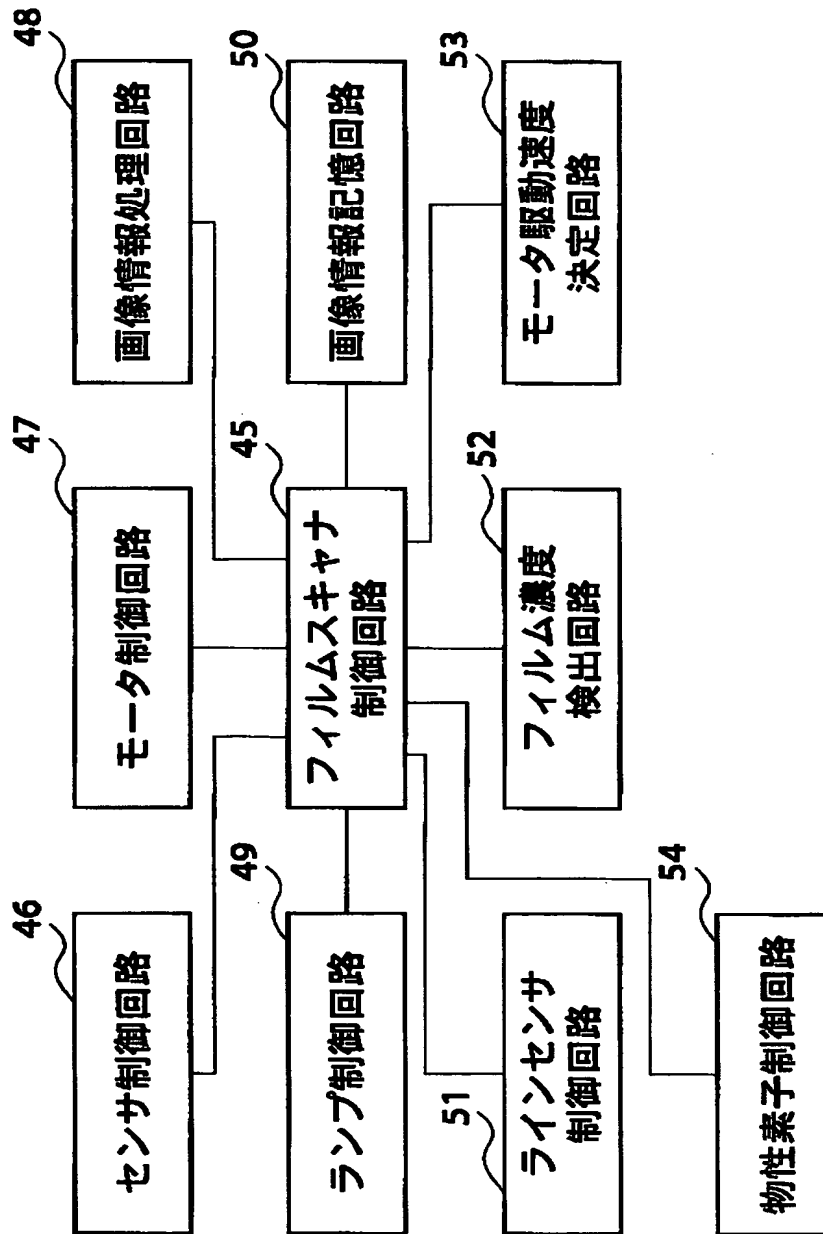 46
センサ制御回路
47
モータ制御回路
48
画像情報処理回路
49
ランプ制御回路
45
フィルムスキャナ
制御回路
50
画像情報記憶回路
51
ラインセンサ
制御回路
52
フィルム濃度
検出回路
53
モータ駆動速度
決定回路
54
物性素子制御回路